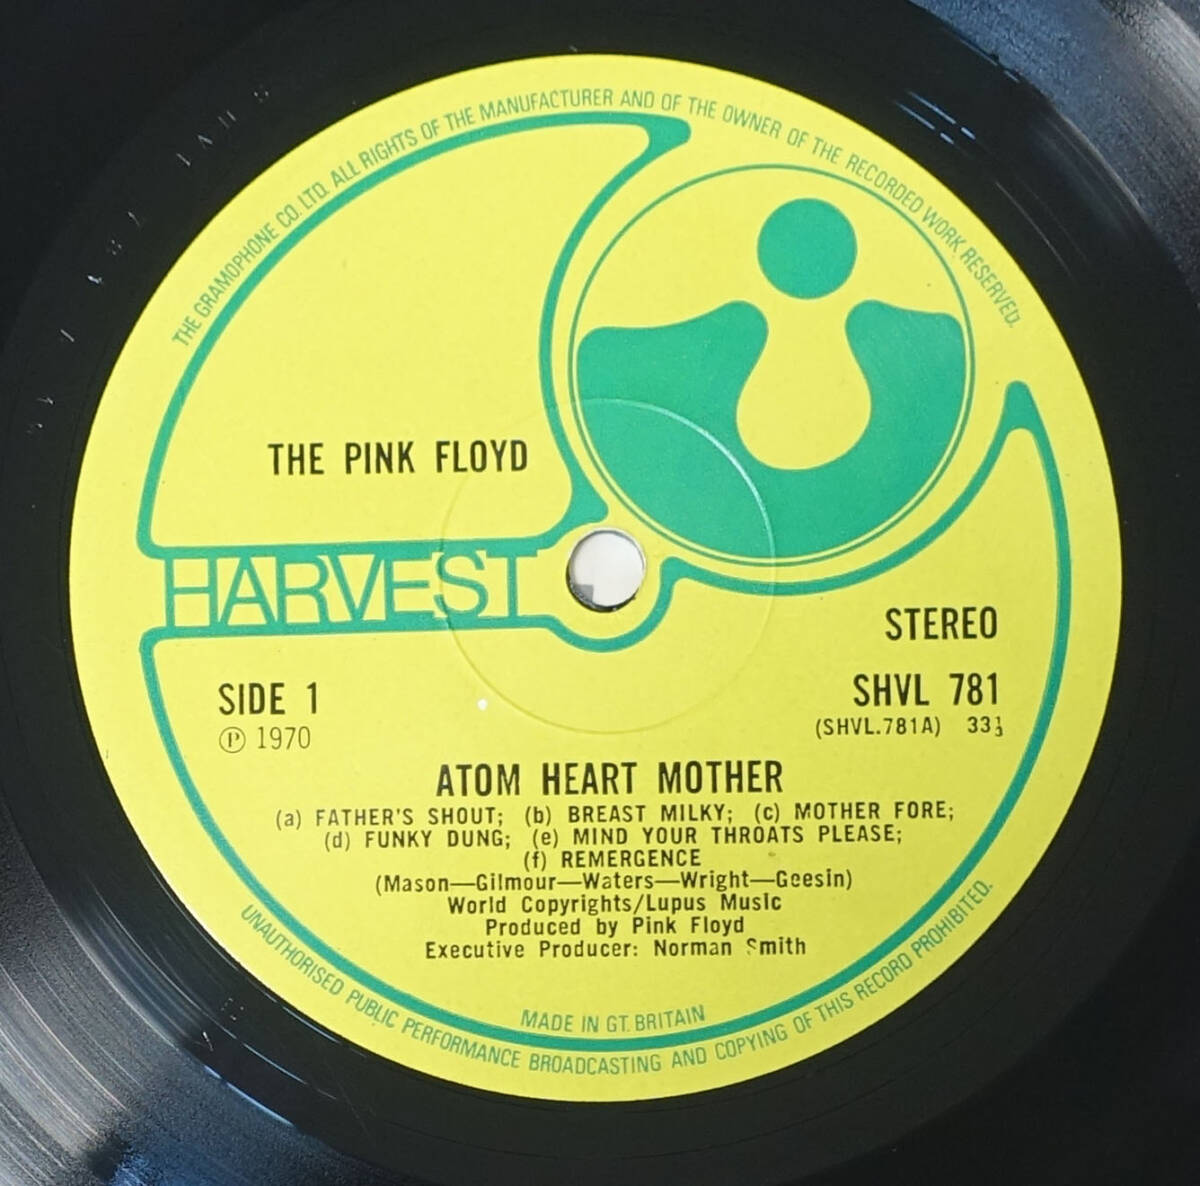 THE GRAMOPHONE CO. LTD. ALL RIGHTS OF THE MANUFACTURER AND OF THE OWNER OF THE RECORDED WORK RESERVED.
THE PINK FLOYD
HARVEST
STEREO
SIDE 1
SHVL 781
Ⓟ 1970
(SHVL.781A) 33⅓
ATOM HEART MOTHER
(a) FATHER'S SHOUT; (b) BREAST MILKY; (c) MOTHER FORE;
(d) FUNKY DUNG; (e) MIND YOUR THROATS PLEASE;
(f) REMERGENCE
(Mason—Gilmour—Waters—Wright—Geesin)
World Copyrights/Lupus Music
Produced by Pink Floyd
Executive Producer: Norman Smith
MADE IN GT. BRITAIN
UNAUTHORISED PUBLIC PERFORMANCE BROADCASTING AND COPYING OF THIS RECORD PROHIBITED.